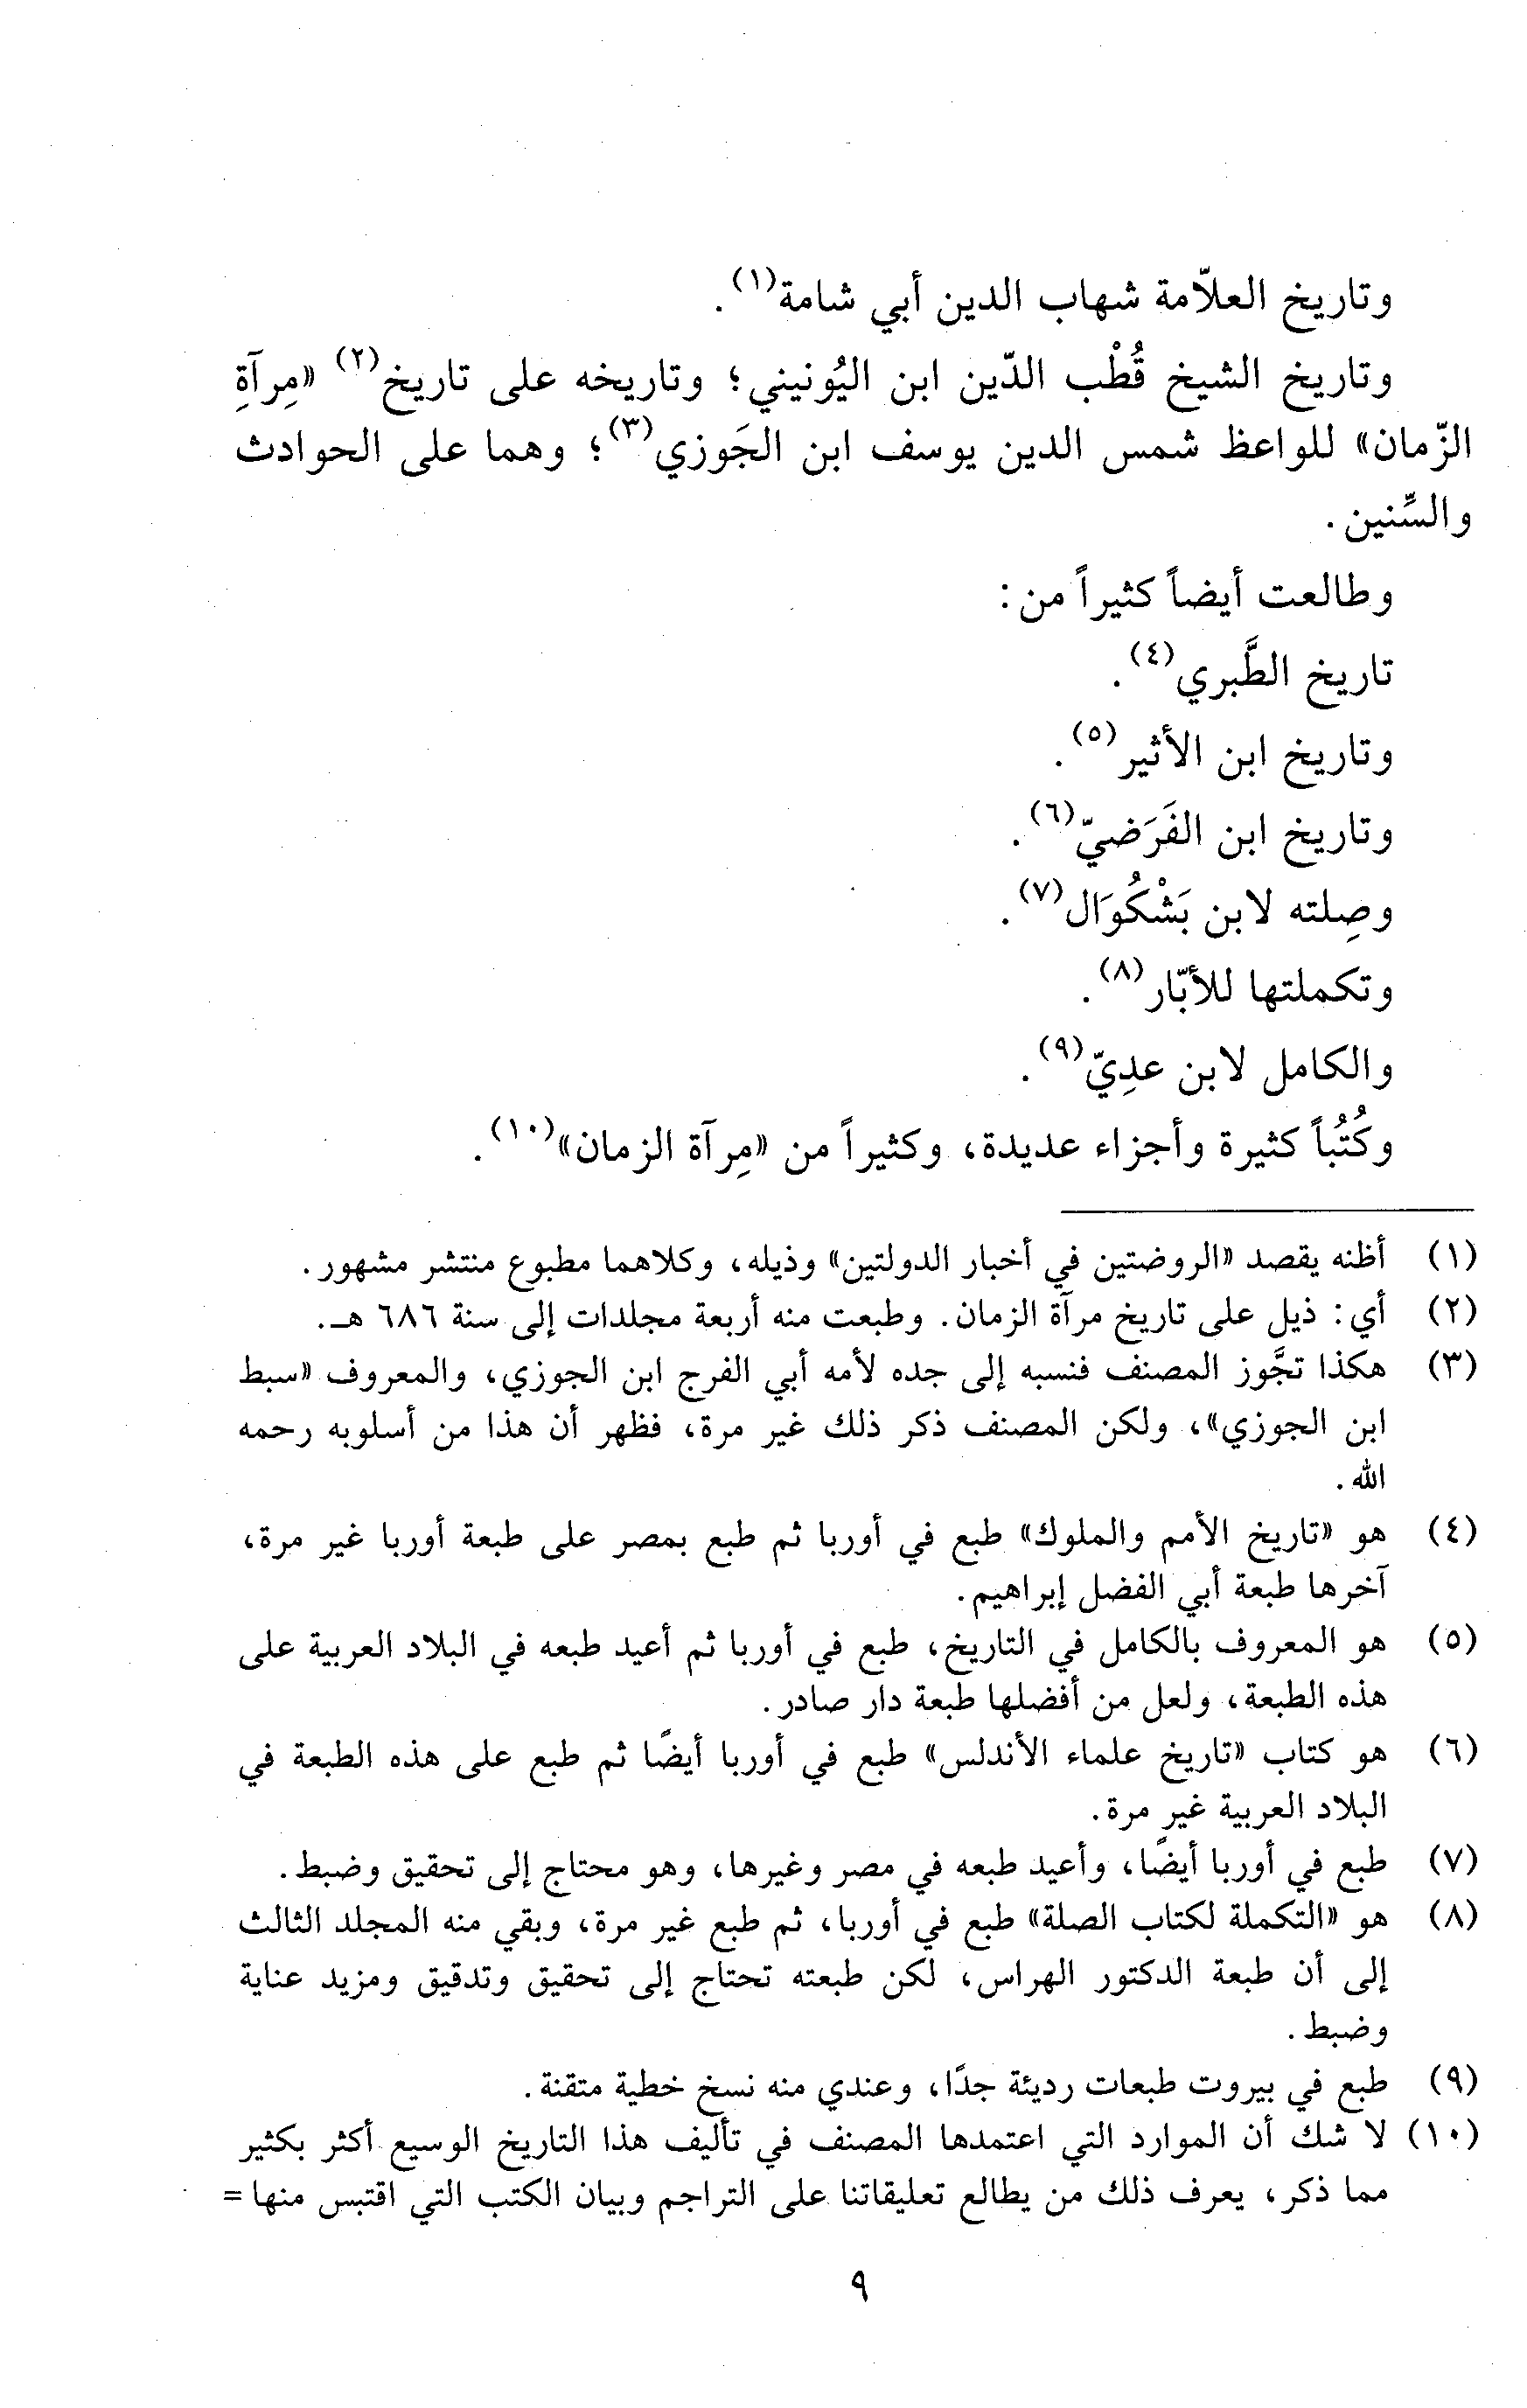 وتاريخ العلاّمة شهاب الدين أبي شامة(١).
وتاريخ الشيخ قُطْب الدّين ابن اليُونيني؛ وتاريخه على تاريخ(٢) «مِرآةِ
الزّمان» للواعظ شمس الدين يوسف ابن الجَوزي(٣)؛ وهما على الحوادث
والسِّنين.
وطالعت أيضاً كثيراً من:
تاريخ الطَّبري(٤).
وتاريخ ابن الأثير(٥).
وتاريخ ابن الفَرَضيّ(٦).
وصِلته لابن بَشْكُوَال(٧).
وتكملتها للأبّار(٨).
والكامل لابن عدِيّ(٩).
وكُتُباً كثيرة وأجزاء عديدة، وكثيراً من «مِرآة الزمان»(١٠).
(١) أظنه يقصد «الروضتين في أخبار الدولتين» وذيله، وكلاهما مطبوع منتشر مشهور.
(٢) أي: ذيل على تاريخ مرآة الزمان. وطبعت منه أربعة مجلدات إلى سنة ٦٨٦ هـ.
(٣) هكذا تجَّوز المصنف فنسبه إلى جده لأمه أبي الفرج ابن الجوزي، والمعروف «سبط
ابن الجوزي»، ولكن المصنف ذكر ذلك غير مرة، فظهر أن هذا من أسلوبه رحمه
الله.
(٤) هو «تاريخ الأمم والملوك» طبع في أوربا ثم طبع بمصر على طبعة أوربا غير مرة،
آخرها طبعة أبي الفضل إبراهيم.
(٥) هو المعروف بالكامل في التاريخ، طبع في أوربا ثم أعيد طبعه في البلاد العربية على
هذه الطبعة، ولعل من أفضلها طبعة دار صادر.
(٦) هو كتاب «تاريخ علماء الأندلس» طبع في أوربا أيضًا ثم طبع على هذه الطبعة في
البلاد العربية غير مرة.
(٧) طبع في أوربا أيضًا، وأعيد طبعه في مصر وغيرها، وهو محتاج إلى تحقيق وضبط.
(٨) هو «التكملة لكتاب الصلة» طبع في أوربا، ثم طبع غير مرة، وبقي منه المجلد الثالث
إلى أن طبعة الدكتور الهراس، لكن طبعته تحتاج إلى تحقيق وتدقيق ومزيد عناية
وضبط.
(٩) طبع في بيروت طبعات رديئة جدًا، وعندي منه نسخ خطية متقنة.
(١٠) لا شك أن الموارد التي اعتمدها المصنف في تأليف هذا التاريخ الوسيع أكثر بكثير
مما ذكر، يعرف ذلك من يطالع تعليقاتنا على التراجم وبيان الكتب التي اقتبس منها =
٩